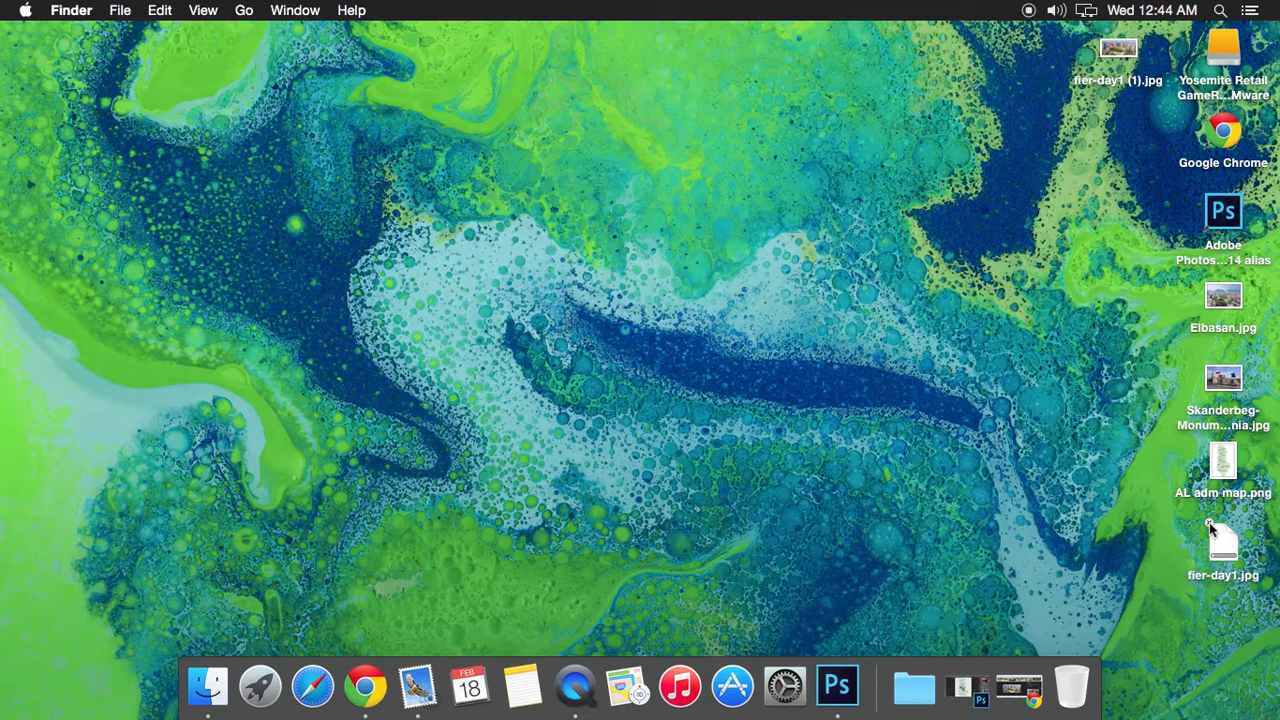 Finder File Edit View Go Window Help Wed 12:44 AM
fier-day1 (1).jpg
Yosemite Retail
GameR...Mware
Google Chrome
Ps
Adobe
Photos...14 alias
Elbasan.jpg
Skanderbeg-
Monum...nia.jpg
AL adm map.png
fier-day1.jpg
FEB
18
3D
Ps
Ps